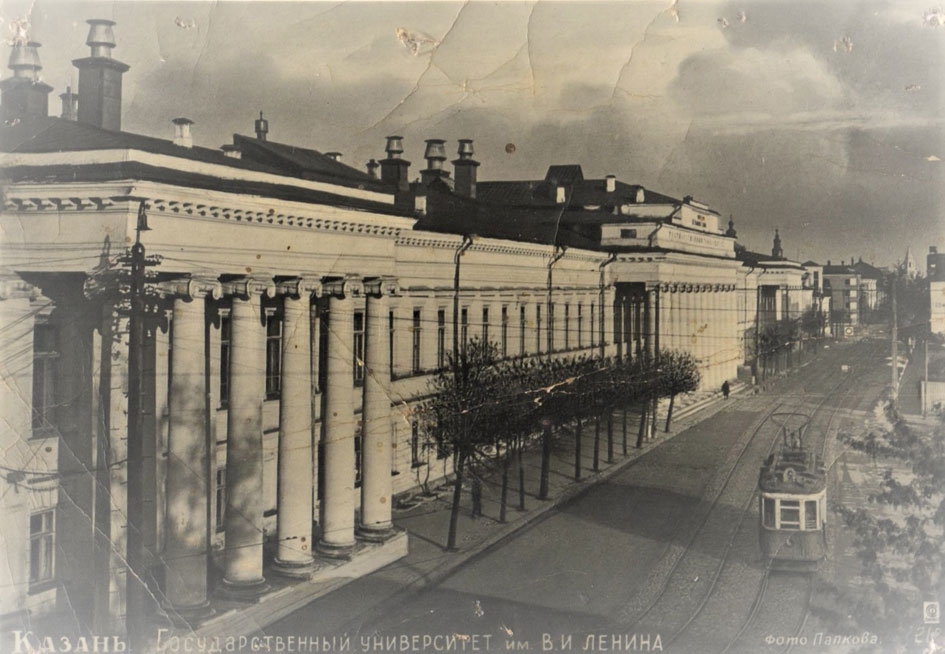 Казань. Государственный университет им. В.И ЛЕНИНА Фото Папкова.